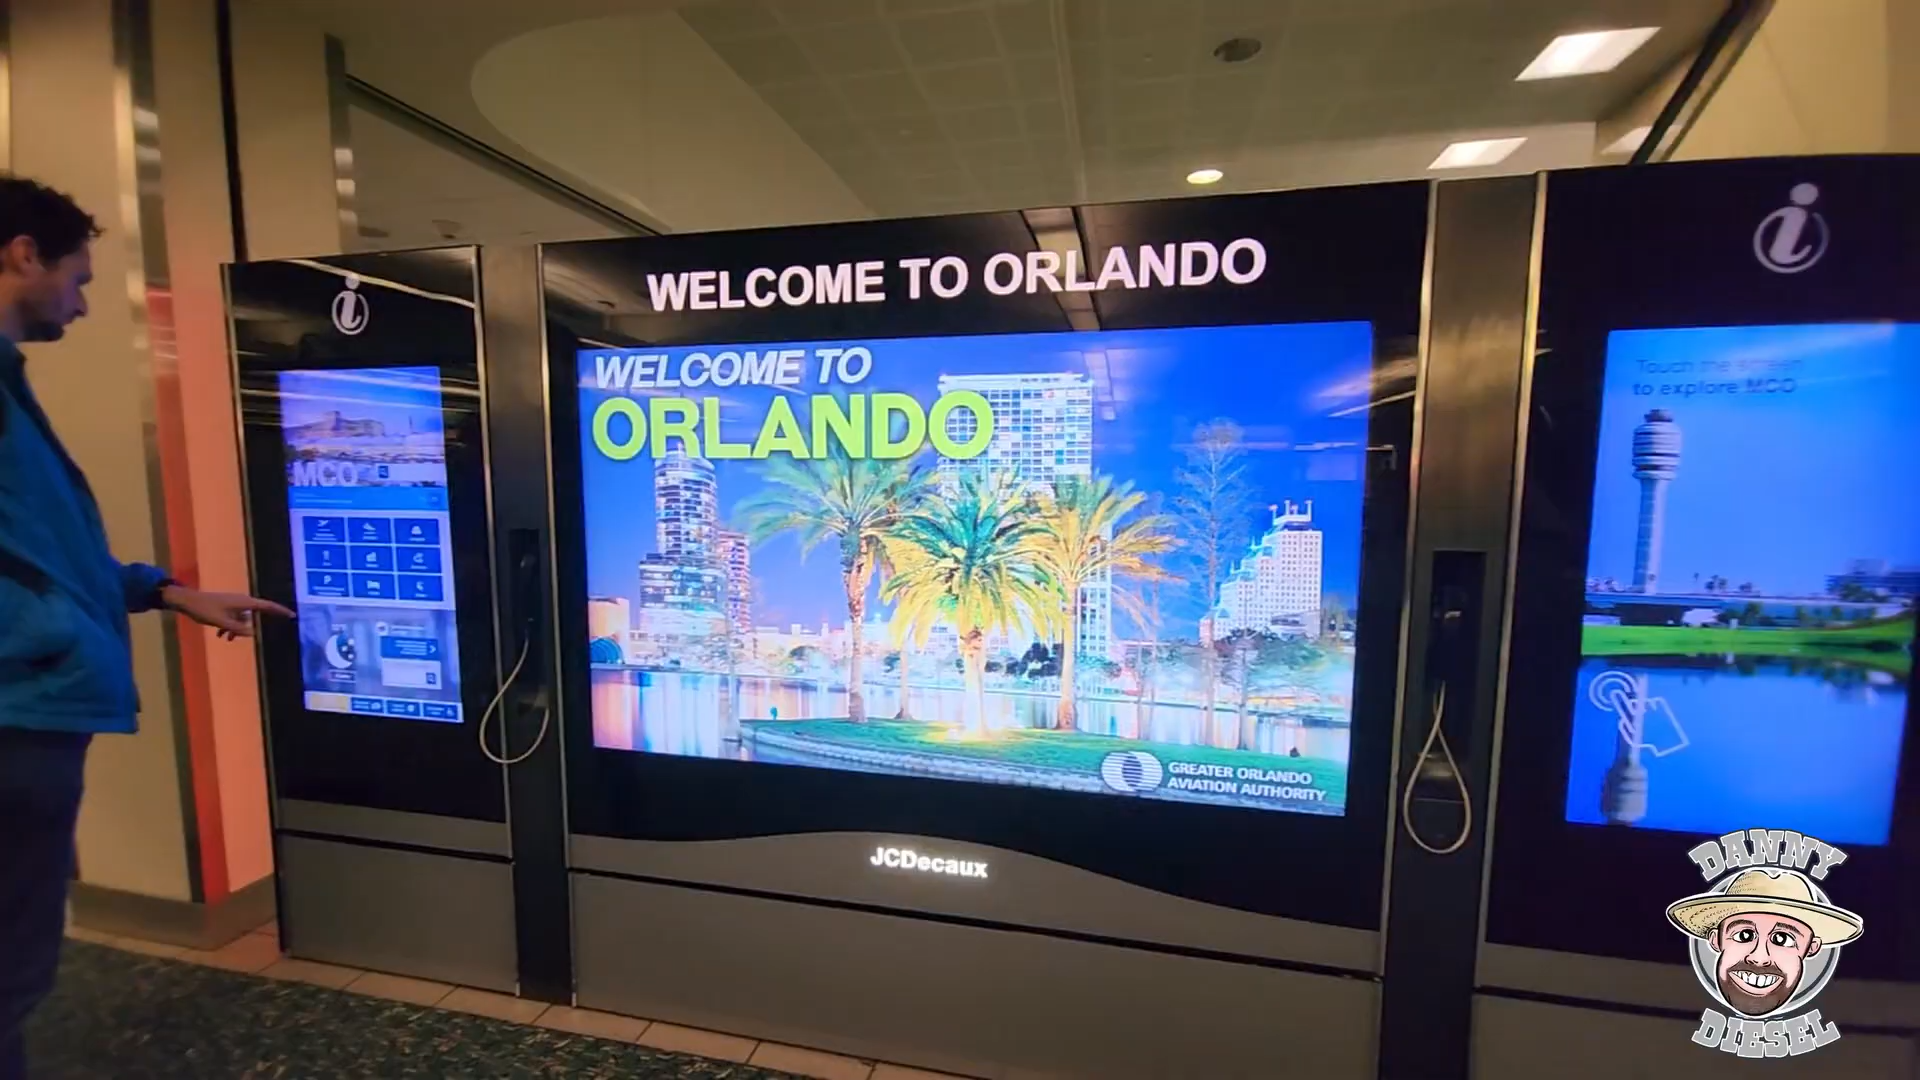 WELCOME TO ORLANDO
WELCOME TO
ORLANDO
GREATER ORLANDO
AVIATION AUTHORITY
JCDecaux
MCO
Touch the screen
to explore MCO
DANNY
DIESEL